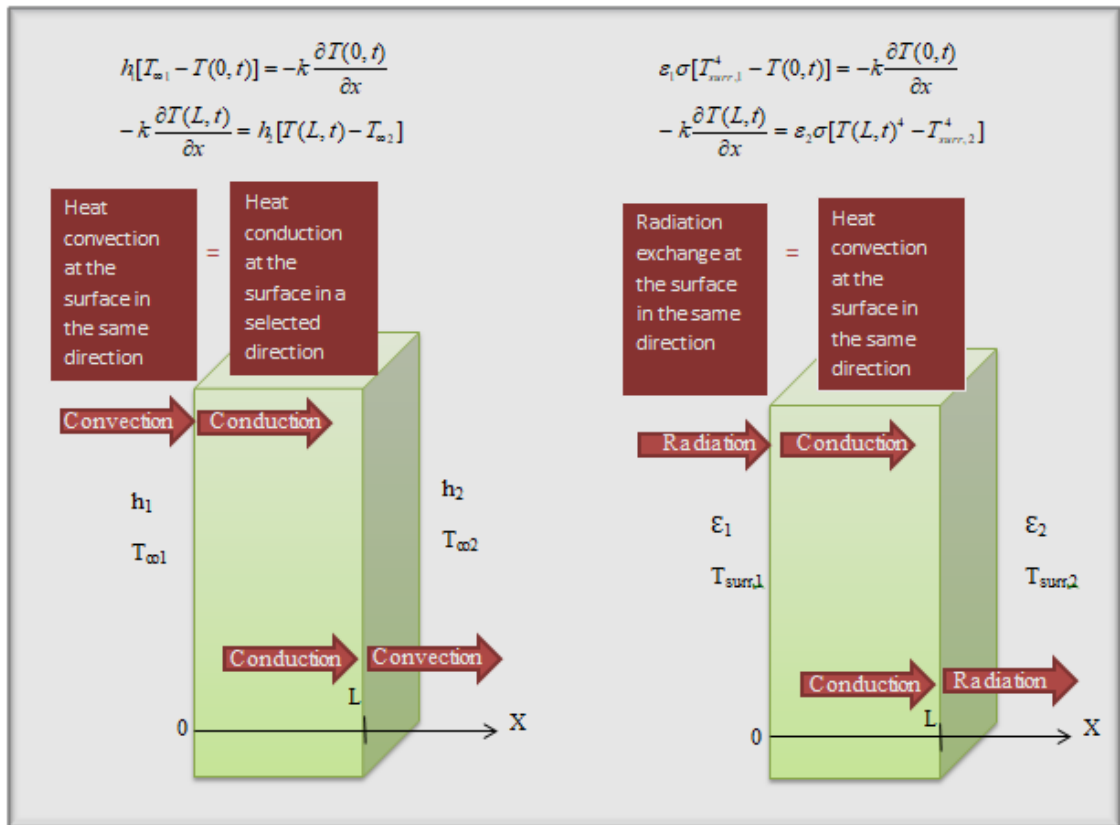 h₁[T∞1 − T(0, t)] = −k ∂T(0, t)/∂x
−k ∂T(L, t)/∂x = h₂[T(L, t) − T∞2]
ε₁σ[T⁴surr,1 − T(0, t)] = −k ∂T(0, t)/∂x
−k ∂T(L, t)/∂x = ε₂σ[T(L, t)⁴ − T⁴surr,2]
Heat
convection
at the
surface in
the same
direction
=
Heat
conduction
at the
surface in a
selected
direction
Convection
Conduction
h₁
T∞1
h₂
T∞2
Conduction
Convection
L
0
X
Radiation
exchange at
the surface
in the same
direction
=
Heat
convection
at the
surface in
the same
direction
Radiation
Conduction
Ɛ₁
Tsurr,1
Ɛ₂
Tsurr,2
Conduction
Radiation
L
0
X